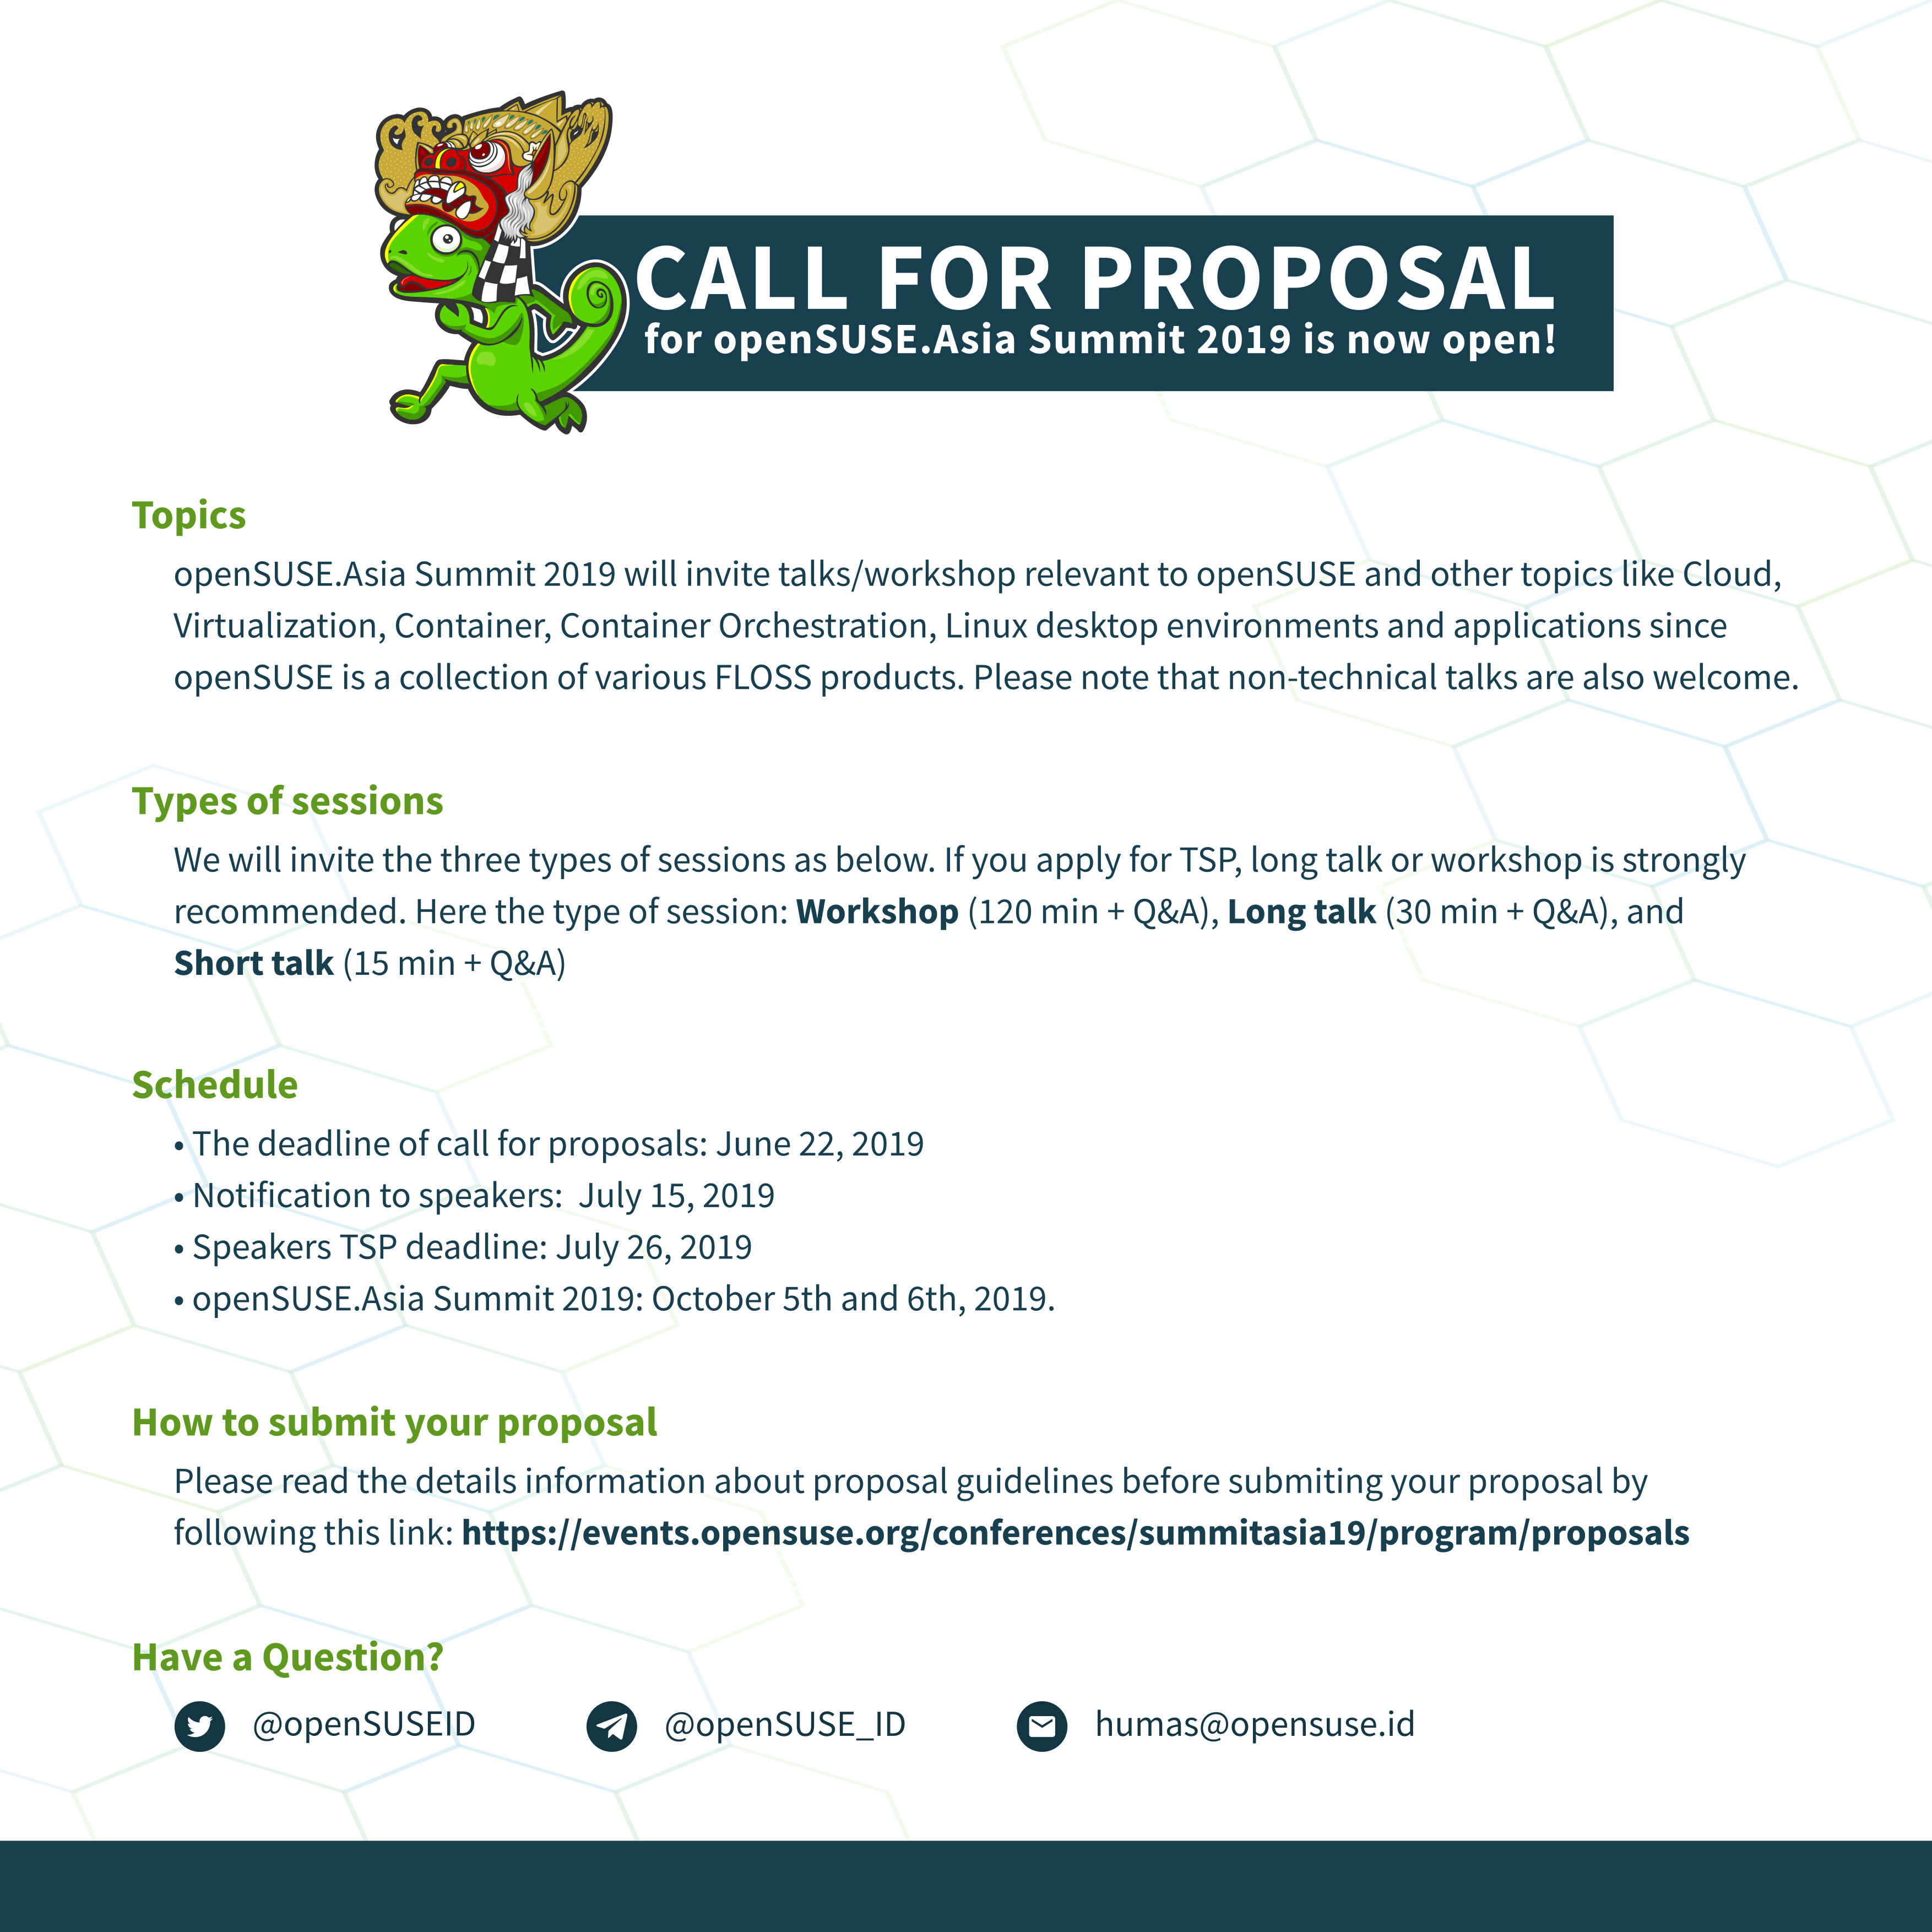 CALL FOR PROPOSAL
for openSUSE.Asia Summit 2019 is now open!
Topics
openSUSE.Asia Summit 2019 will invite talks/workshop relevant to openSUSE and other topics like Cloud,
Virtualization, Container, Container Orchestration, Linux desktop environments and applications since
openSUSE is a collection of various FLOSS products. Please note that non-technical talks are also welcome.
Types of sessions
We will invite the three types of sessions as below. If you apply for TSP, long talk or workshop is strongly
recommended. Here the type of session: Workshop (120 min + Q&A), Long talk (30 min + Q&A), and
Short talk (15 min + Q&A)
Schedule
• The deadline of call for proposals: June 22, 2019
• Notification to speakers:  July 15, 2019
• Speakers TSP deadline: July 26, 2019
• openSUSE.Asia Summit 2019: October 5th and 6th, 2019.
How to submit your proposal
Please read the details information about proposal guidelines before submiting your proposal by
following this link: https://events.opensuse.org/conferences/summitasia19/program/proposals
Have a Question?
@openSUSEID @openSUSE_ID humas@opensuse.id